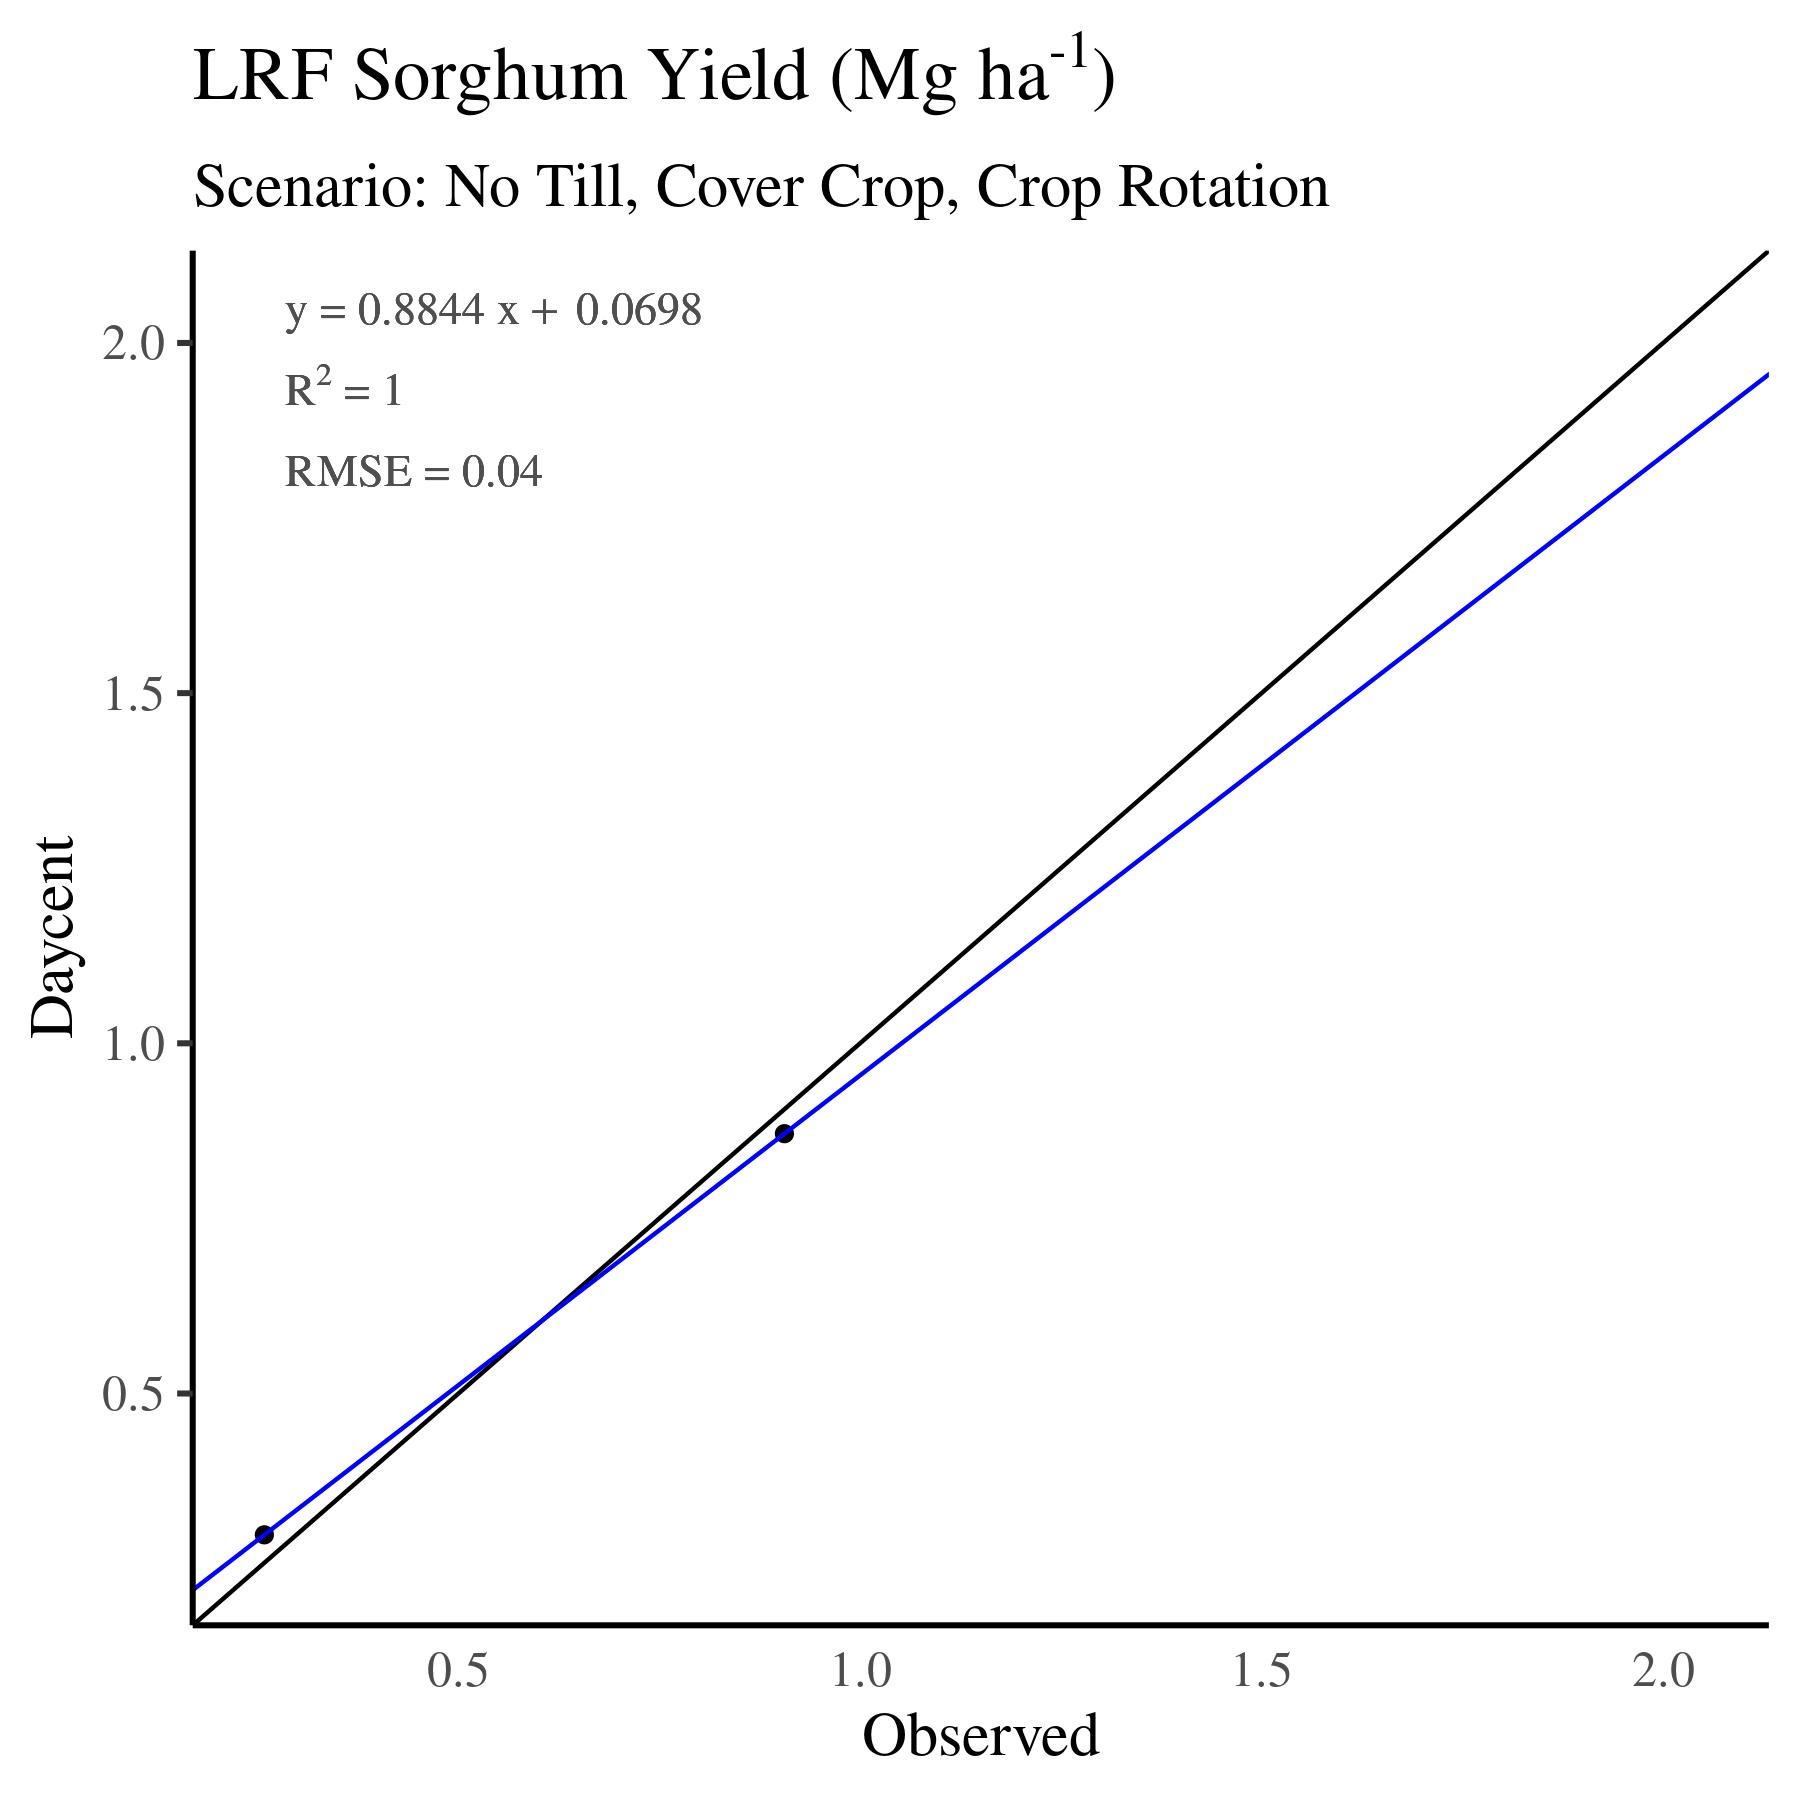 LRF Sorghum Yield (Mg ha⁻¹)
Scenario: No Till, Cover Crop, Crop Rotation
y = 0.8844 x + 0.0698
R² = 1
RMSE = 0.04
2.0
1.5
1.0
0.5
Daycent
0.5 1.0 1.5 2.0
Observed